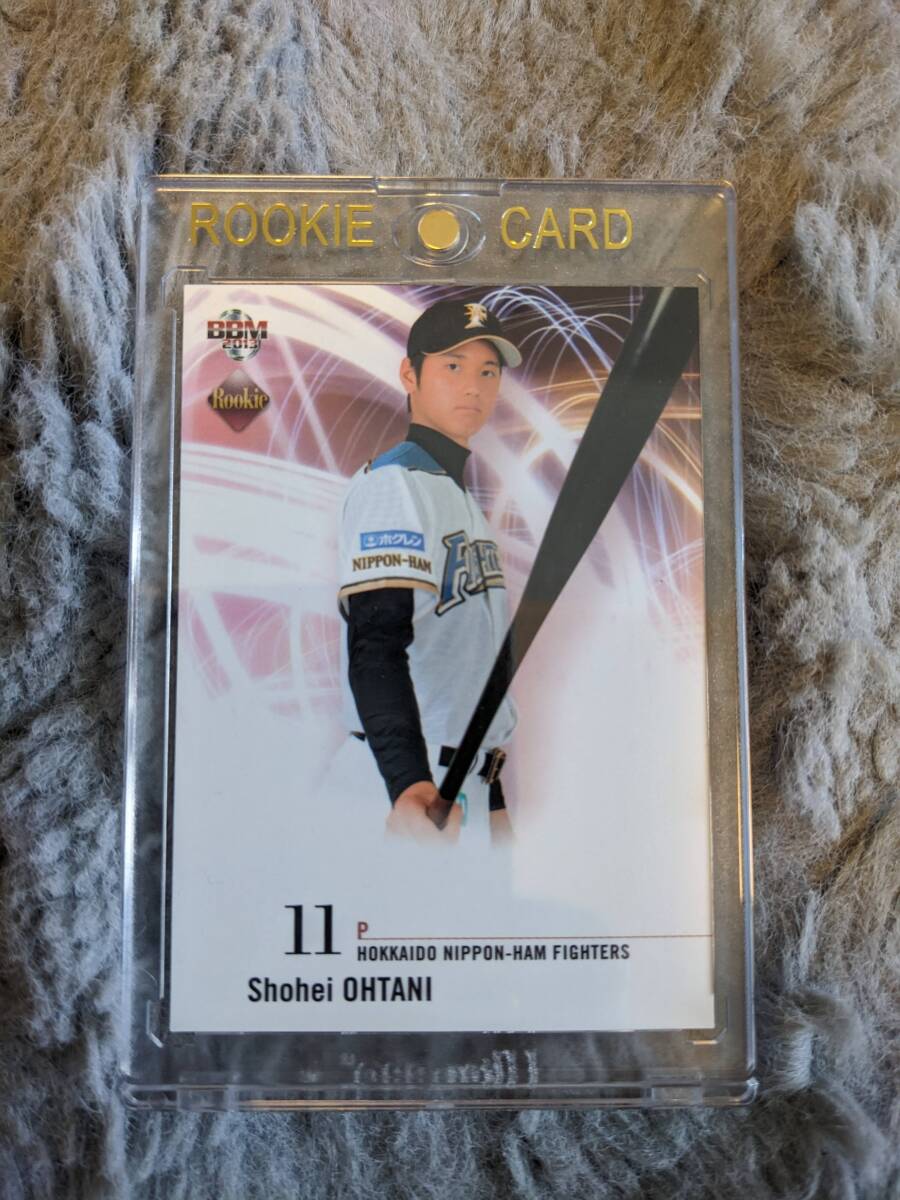 ROOKIE CARD
BBM
2013
Rookie
ホクレン
NIPPON-HAM
11 P
HOKKAIDO NIPPON-HAM FIGHTERS
Shohei OHTANI